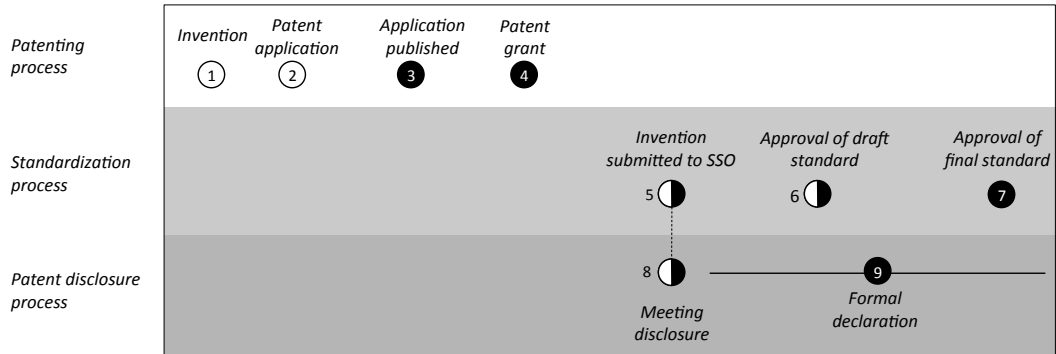 Patenting
process
Invention
Patent
application
Application
published
Patent
grant
1
2
3
4
Standardization
process
Invention
submitted to SSO
Approval of draft
standard
Approval of
final standard
5
6
7
Patent disclosure
process
8
Meeting
disclosure
9
Formal
declaration